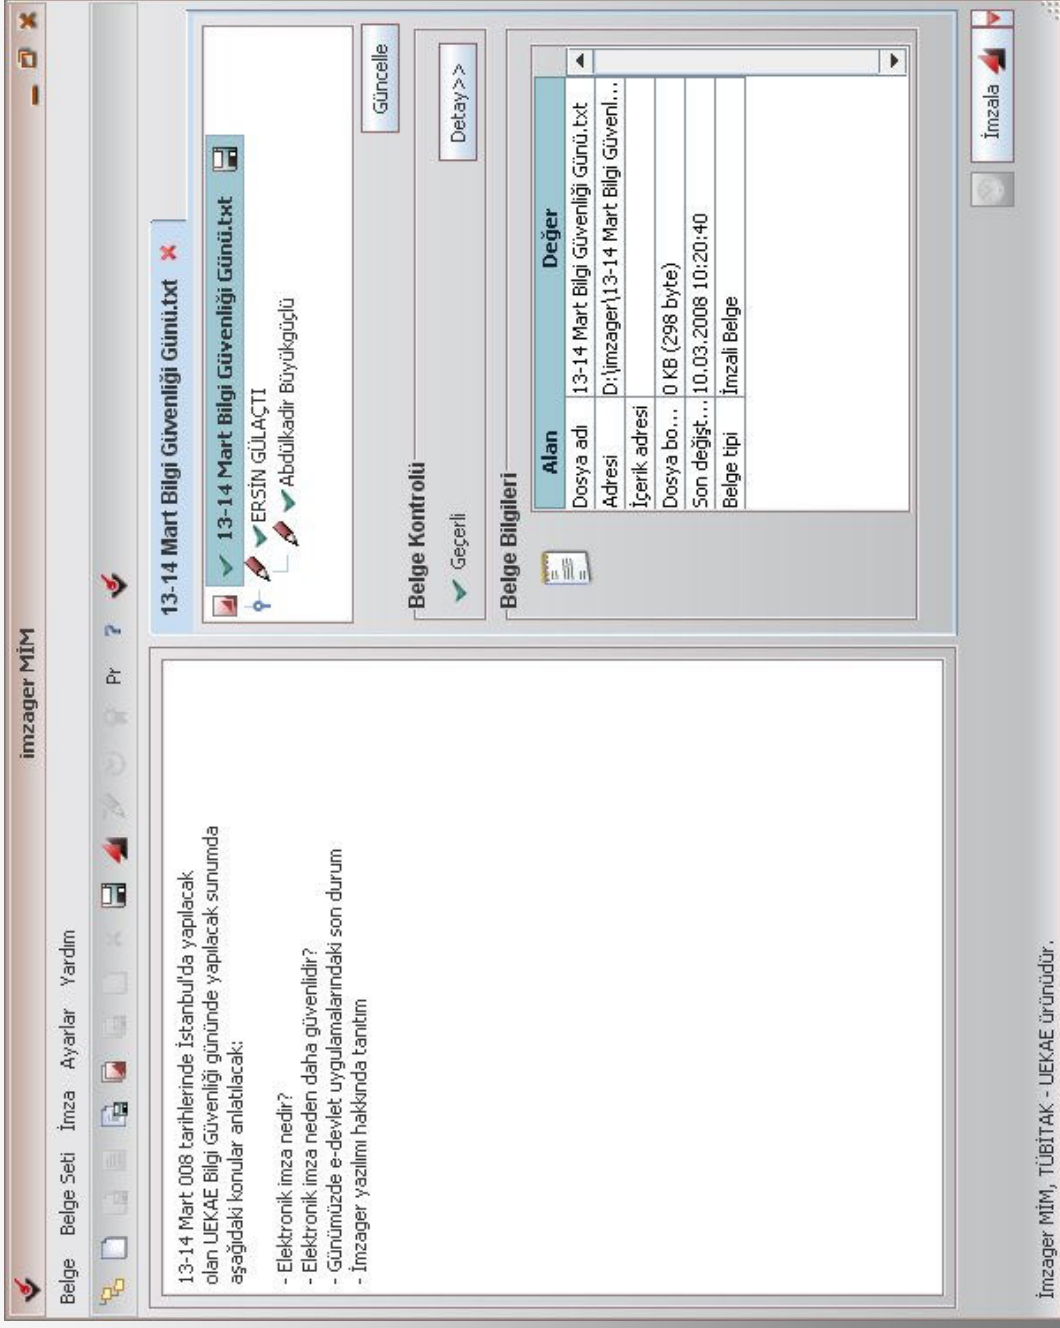 imzager MİM
Belge Belge Seti İmza Ayarlar Yardım
Pr ?
13-14 Mart 008 tarihlerinde İstanbul'da yapılacak
olan UEKAE Bilgi Güvenliği gününde yapılacak sunumda
aşağıdaki konular anlatılacak:
- Elektronik imza nedir?
- Elektronik imza neden daha güvenlidir?
- Günümüzde e-devlet uygulamalarındaki son durum
- İmzager yazılımı hakkında tanıtım
13-14 Mart Bilgi Güvenliği Günü.txt
13-14 Mart Bilgi Güvenliği Günü.txt
ERSİN GÜLAÇTI
Abdülkadir Büyükgüçlü
Güncelle
Belge Kontrolü
Geçerli
Detay>>
Belge Bilgileri
Alan Değer
Dosya adı 13-14 Mart Bilgi Güvenliği Günü.txt
Adresi D:\imzager\13-14 Mart Bilgi Güvenl...
İçerik adresi
Dosya bo... 0 KB (298 byte)
Son değişt... 10.03.2008 10:20:40
Belge tipi İmzali Belge
İmzala
İmzager MİM, TÜBİTAK - UEKAE ürünüdür.